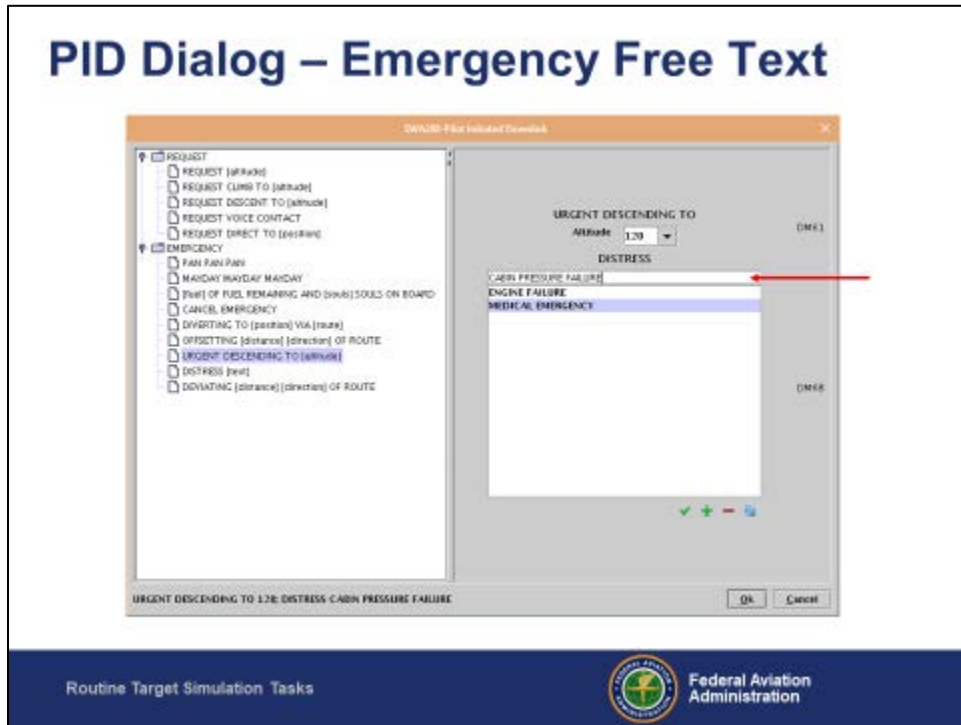 PID Dialog – Emergency Free Text
Pilot Initiated Downlink
REQUEST
REQUEST [altitude]
REQUEST CLIMB TO [altitude]
REQUEST DESCENT TO [altitude]
REQUEST VOICE CONTACT
REQUEST DIRECT TO [position]
EMERGENCY
PAN PAN PAN
MAYDAY MAYDAY MAYDAY
[fuel] OF FUEL REMAINING AND [souls] SOULS ON BOARD
CANCEL EMERGENCY
DIVERTING TO [position] VIA [route]
OFFSETTING [distance] [direction] OF ROUTE
URGENT DESCENDING TO [altitude]
DISTRESS [text]
DEVIATING [distance] [direction] OF ROUTE
URGENT DESCENDING TO
Altitude 120
DM61
DISTRESS
CABIN PRESSURE FAILURE
ENGINE FAILURE
MEDICAL EMERGENCY
DM68
URGENT DESCENDING TO 120; DISTRESS CABIN PRESSURE FAILURE
Ok Cancel
Routine Target Simulation Tasks
Federal Aviation
Administration